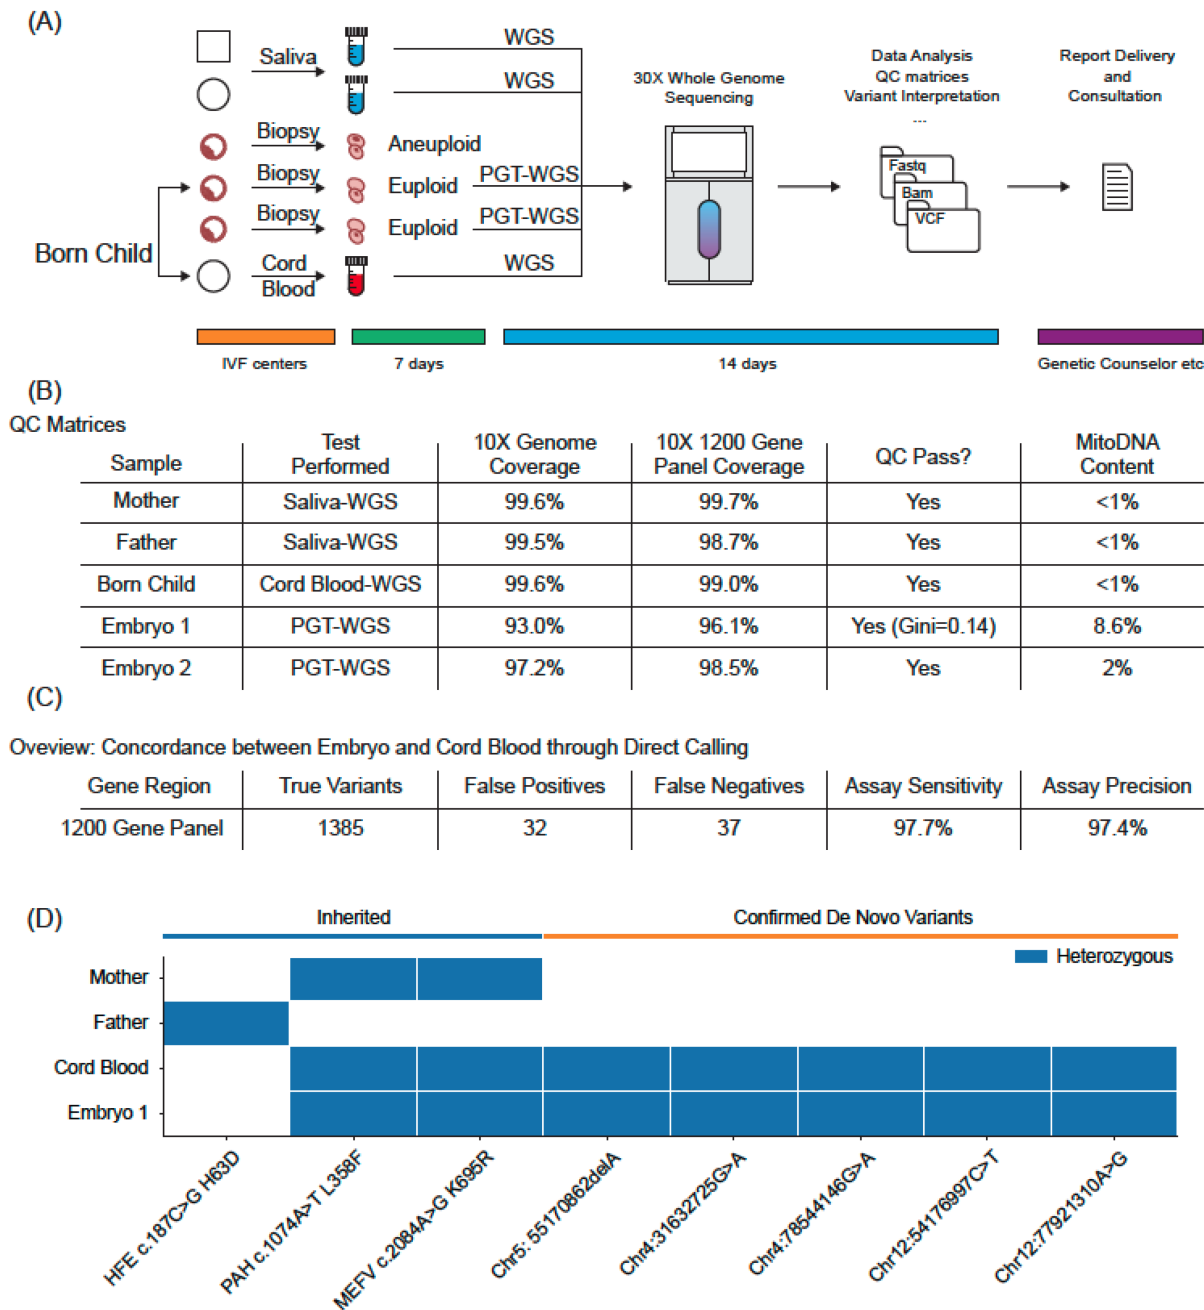 (A)
Saliva
WGS
WGS
Biopsy
Aneuploid
Biopsy
Euploid
PGT-WGS
Biopsy
Euploid
PGT-WGS
Born Child
Cord
Blood
WGS
30X Whole Genome
Sequencing
Data Analysis
QC matrices
Variant Interpretation
...
Fastq
Bam
VCF
Report Delivery
and
Consultation
IVF centers
7 days
14 days
Genetic Counselor etc
(B)
QC Matrices
Sample Test Performed 10X Genome Coverage 10X 1200 Gene Panel Coverage QC Pass? MitoDNA Content
Mother Saliva-WGS 99.6% 99.7% Yes <1%
Father Saliva-WGS 99.5% 98.7% Yes <1%
Born Child Cord Blood-WGS 99.6% 99.0% Yes <1%
Embryo 1 PGT-WGS 93.0% 96.1% Yes (Gini=0.14) 8.6%
Embryo 2 PGT-WGS 97.2% 98.5% Yes 2%
(C)
Oveview: Concordance between Embryo and Cord Blood through Direct Calling
Gene Region True Variants False Positives False Negatives Assay Sensitivity Assay Precision
1200 Gene Panel 1385 32 37 97.7% 97.4%
(D)
Inherited
Confirmed De Novo Variants
Heterozygous
Mother
Father
Cord Blood
Embryo 1
HFE c.187C>G H63D
PAH c.1074A>T L358F
MEFV c.2084A>G K695R
Chr5: 55170862delA
Chr4:31632725G>A
Chr4:78544146G>A
Chr12:54176997C>T
Chr12:77921310A>G